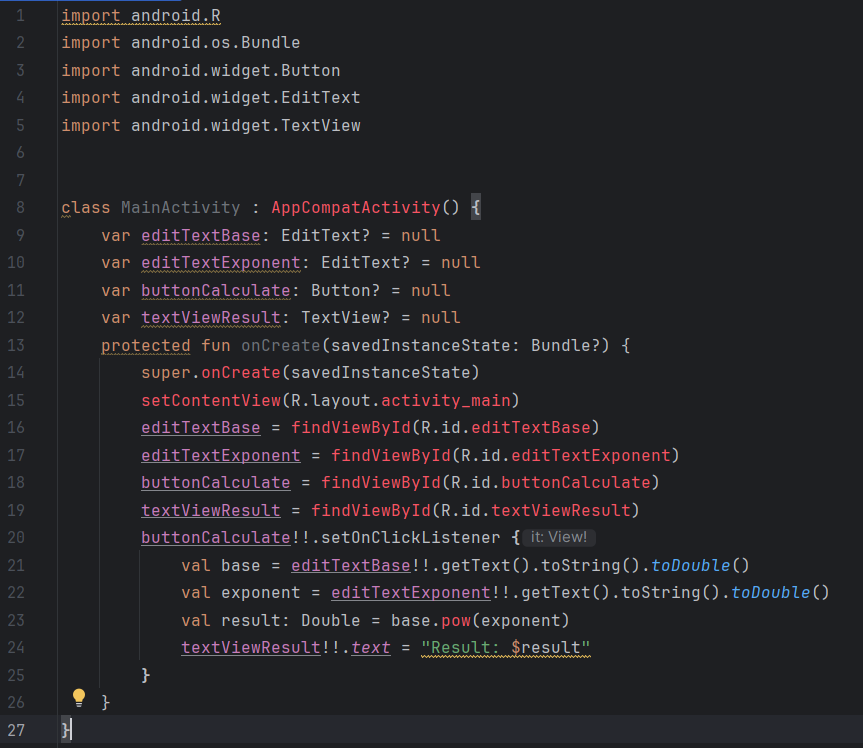 1 import android.R
2 import android.os.Bundle
3 import android.widget.Button
4 import android.widget.EditText
5 import android.widget.TextView
6
7
8 class MainActivity : AppCompatActivity() {
9     var editTextBase: EditText? = null
10     var editTextExponent: EditText? = null
11     var buttonCalculate: Button? = null
12     var textViewResult: TextView? = null
13     protected fun onCreate(savedInstanceState: Bundle?) {
14         super.onCreate(savedInstanceState)
15         setContentView(R.layout.activity_main)
16         editTextBase = findViewById(R.id.editTextBase)
17         editTextExponent = findViewById(R.id.editTextExponent)
18         buttonCalculate = findViewById(R.id.buttonCalculate)
19         textViewResult = findViewById(R.id.textViewResult)
20         buttonCalculate!!.setOnClickListener { it: View!
21             val base = editTextBase!!.getText().toString().toDouble()
22             val exponent = editTextExponent!!.getText().toString().toDouble()
23             val result: Double = base.pow(exponent)
24             textViewResult!!.text = "Result: $result"
25         }
26     }
27 }